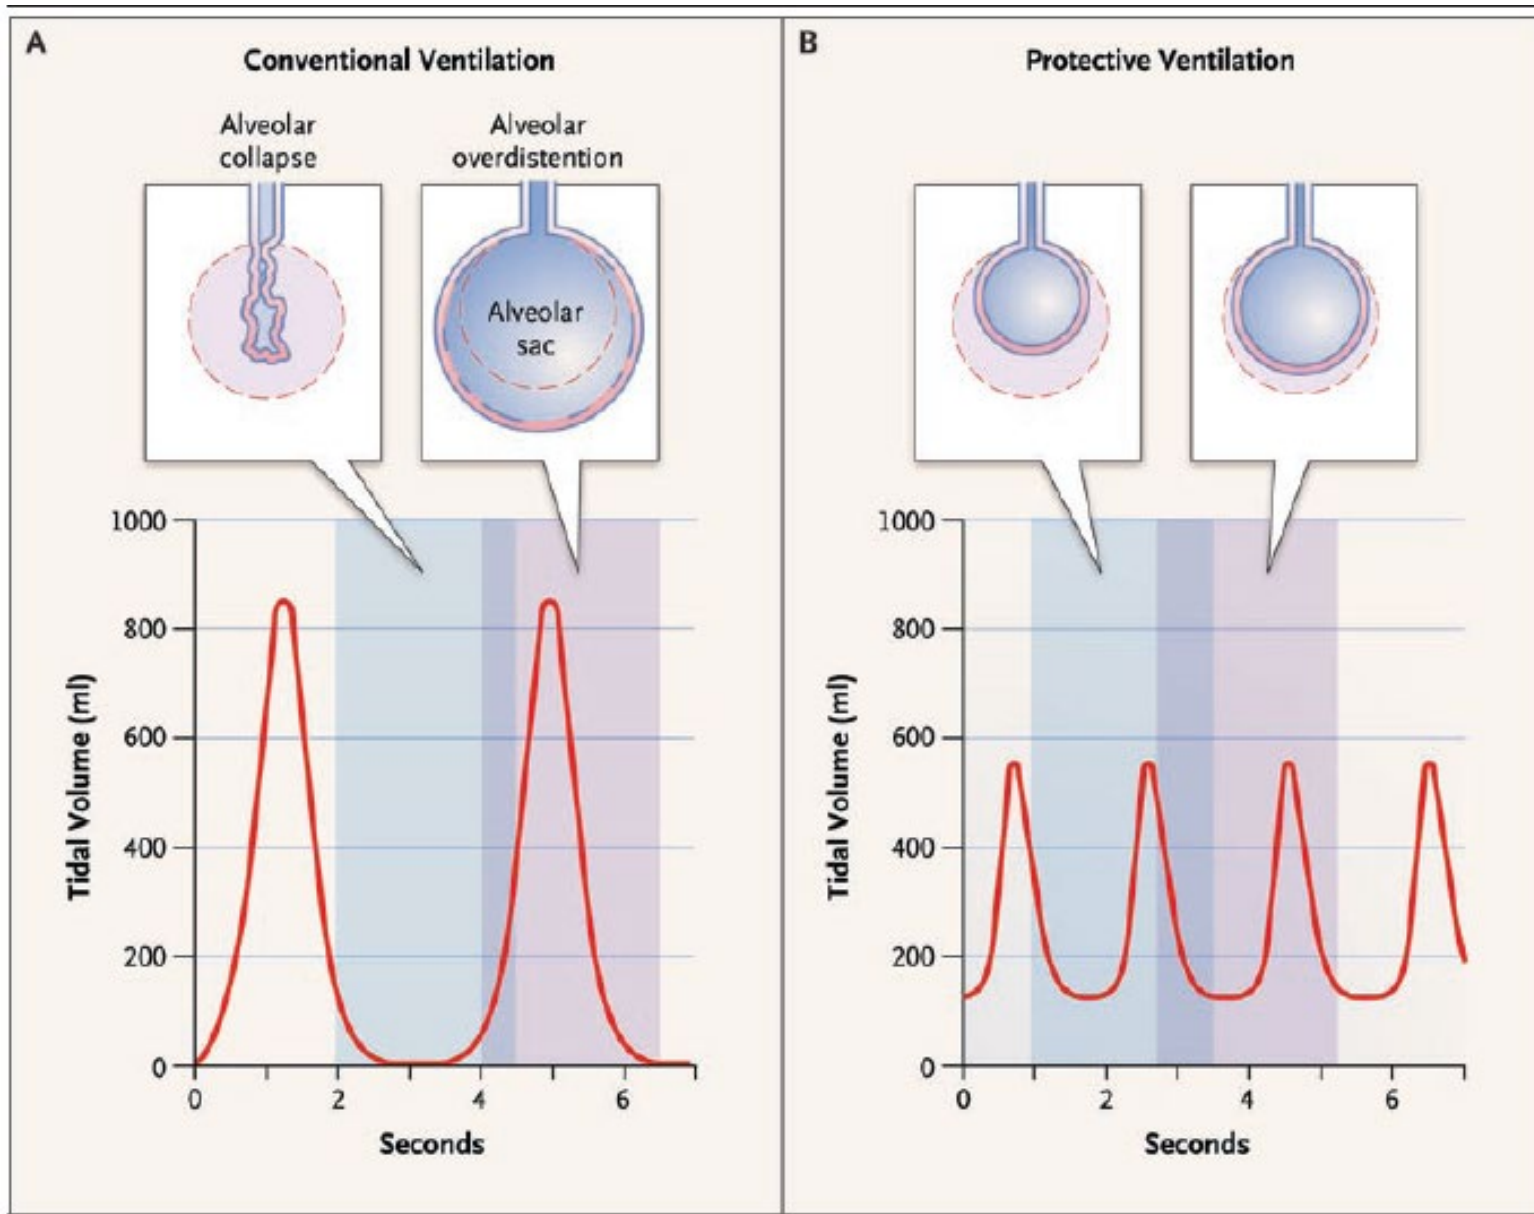 A
Conventional Ventilation
Alveolar
collapse
Alveolar
overdistention
Alveolar
sac
1000
800
600
400
200
0
Tidal Volume (ml)
0
2
4
6
Seconds
B
Protective Ventilation
1000
800
600
400
200
0
Tidal Volume (ml)
0
2
4
6
Seconds